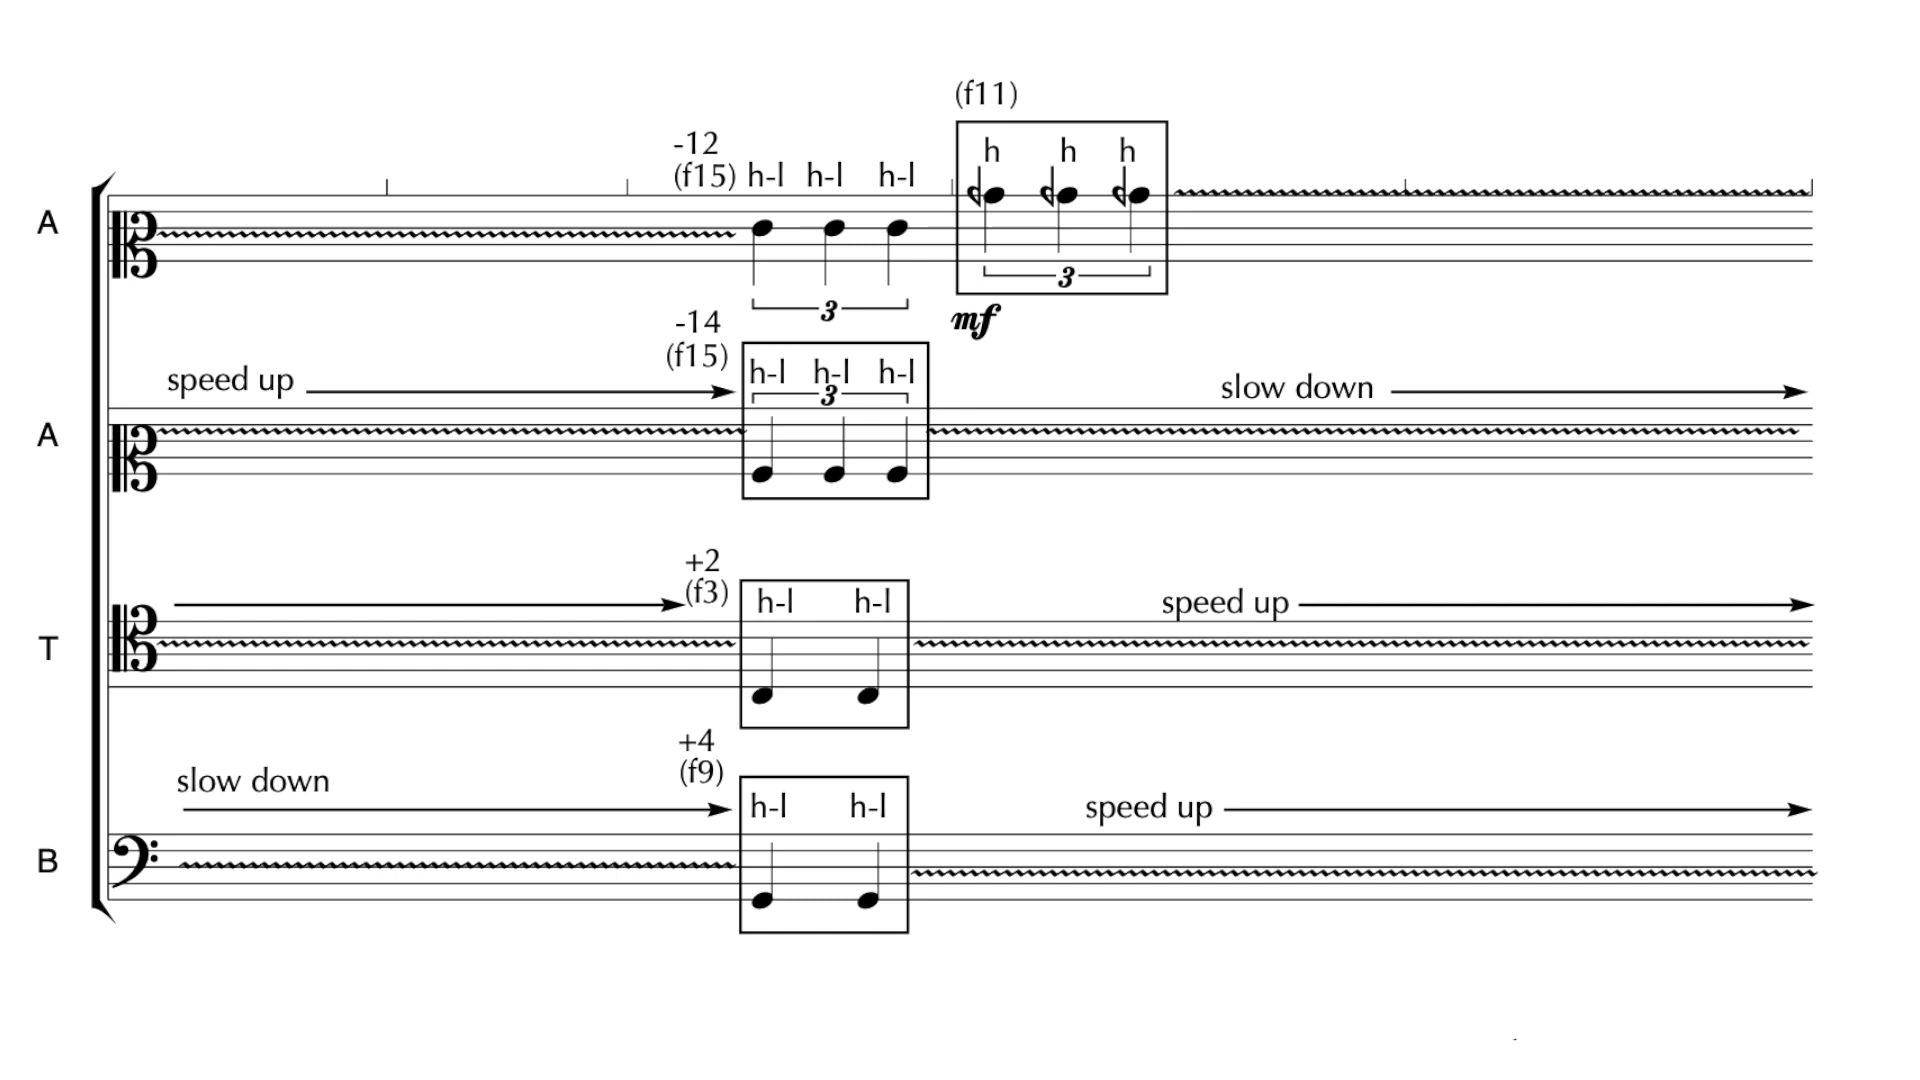 (f11)
h h h
-12
(f15) h-l h-l h-l
A
3
3
mf
-14
(f15)
h-l h-l h-l
3
speed up
slow down
A
+2
(f3)
h-l h-l
speed up
T
+4
(f9)
slow down
h-l h-l
speed up
B